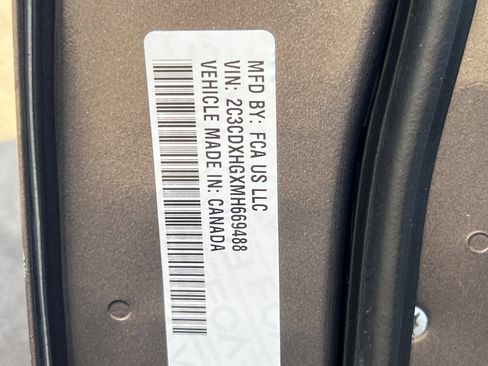 MFD BY: FCA US LLC
VIN: 2C3CDXHGXMH669488
VEHICLE MADE IN: CANADA